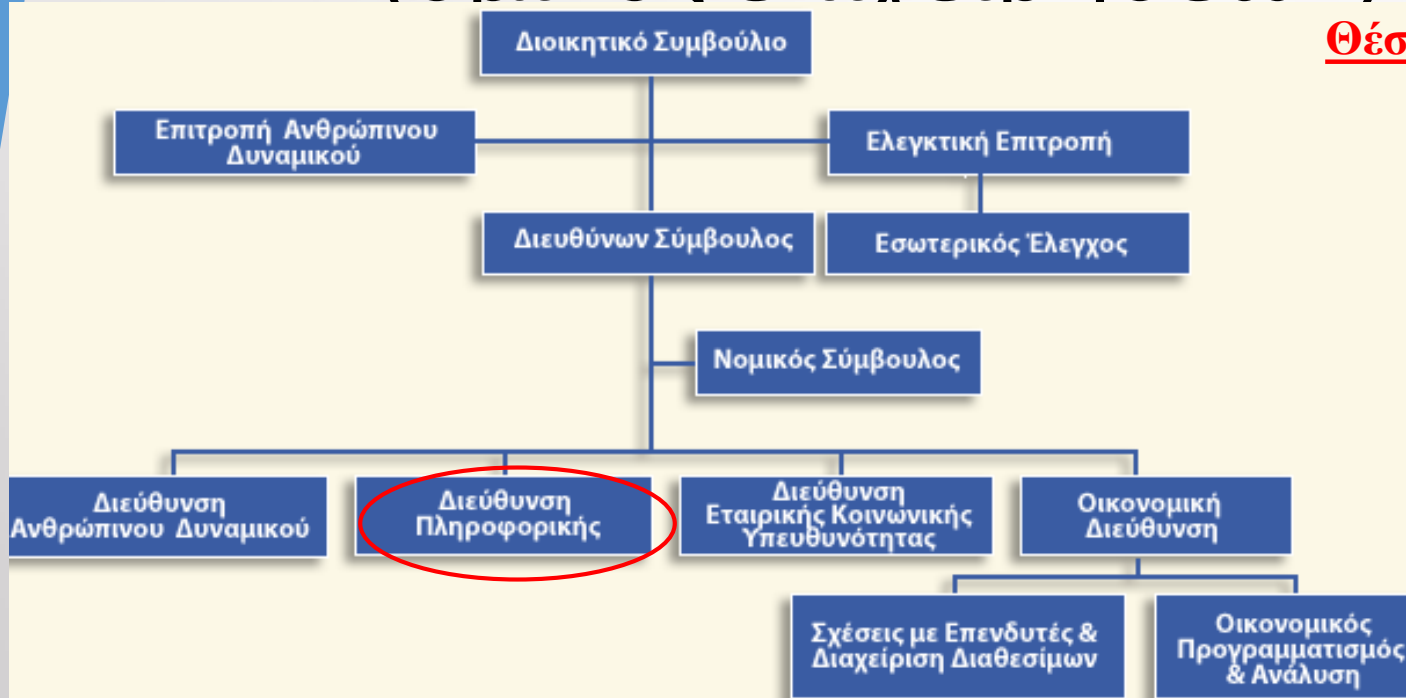 Διοικητικό Συμβούλιο
Επιτροπή Ανθρώπινου
Δυναμικού
Ελεγκτική Επιτροπή
Διευθύνων Σύμβουλος
Εσωτερικός Έλεγχος
Νομικός Σύμβουλος
Διεύθυνση
Ανθρώπινου Δυναμικού
Διεύθυνση
Πληροφορικής
Διεύθυνση
Εταιρικής Κοινωνικής
Υπευθυνότητας
Οικονομική
Διεύθυνση
Σχέσεις με Επενδυτές &
Διαχείριση Διαθεσίμων
Οικονομικός
Προγραμματισμός
& Ανάλυση